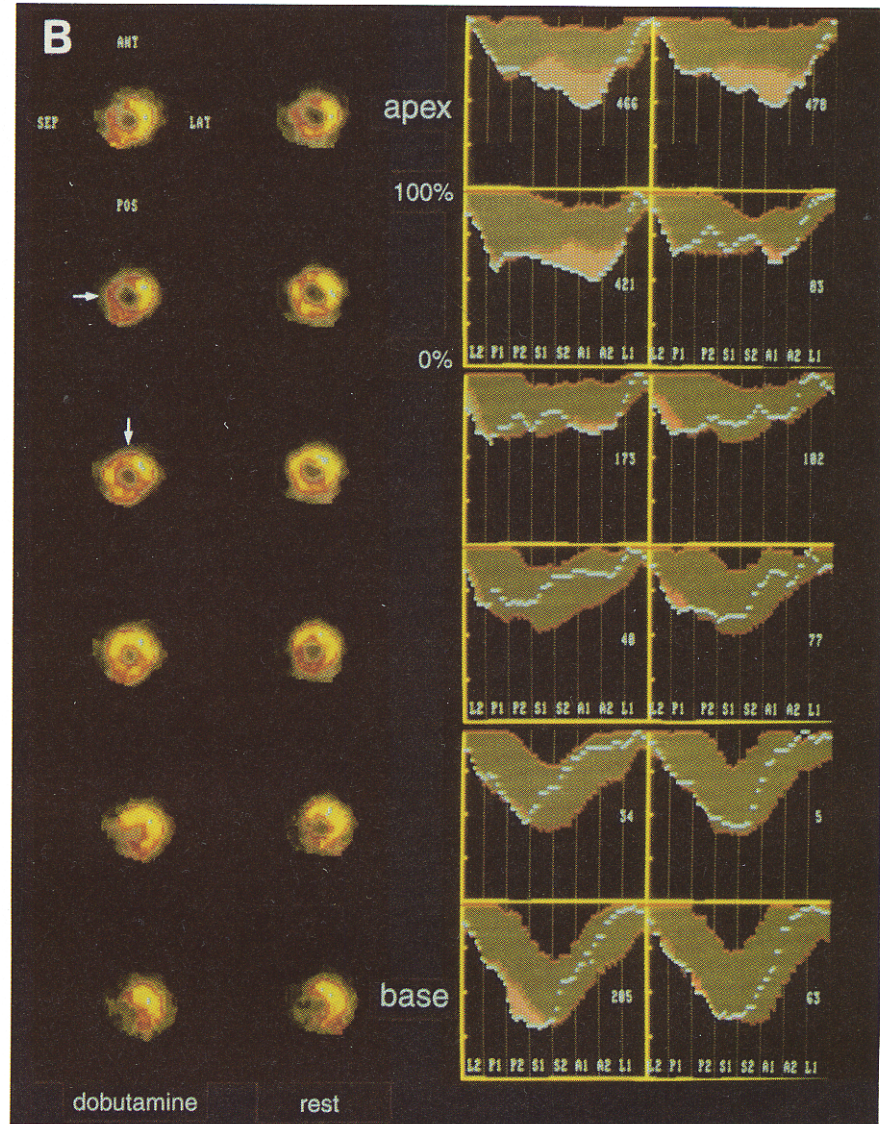 B
ANT
SEP
LAT
POS
apex
466
478
100%
0%
421
83
L2 P1 P2 S1 S2 A1 A2 L1
L2 P1 P2 S1 S2 A1 A2 L1
173
102
40
77
L2 P1 P2 S1 S2 A1 A2 L1
L2 P1 P2 S1 S2 A1 A2 L1
34
5
base
205
63
L2 P1 P2 S1 S2 A1 A2 L1
L2 P1 P2 S1 S2 A1 A2 L1
dobutamine
rest